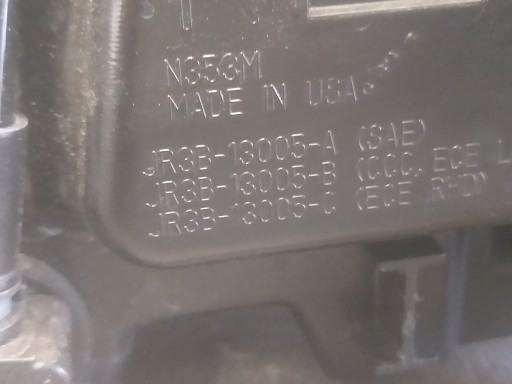 N353M
MADE IN USA
JR3B-13005-A (SAE)
JR3B-13005-B (CCC, ECE L
JR3B-13005-C (ECE RHD)